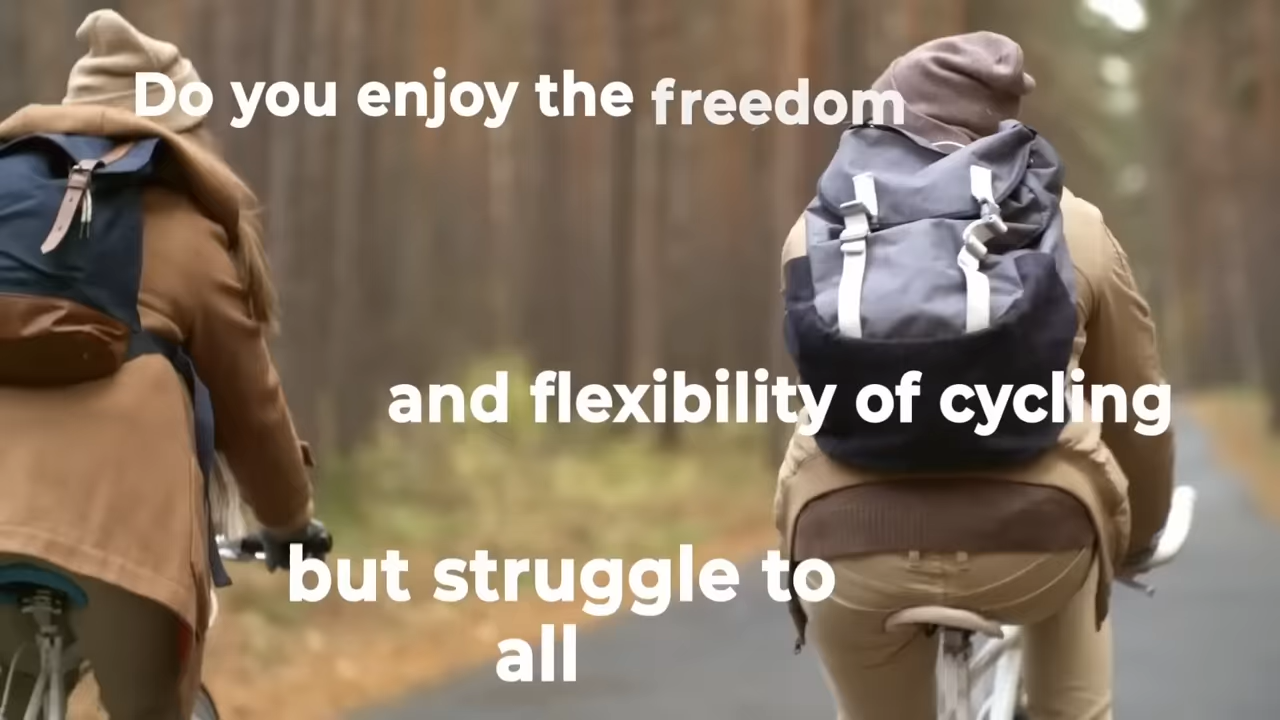 Do you enjoy the freedom
and flexibility of cycling
but struggle to
all